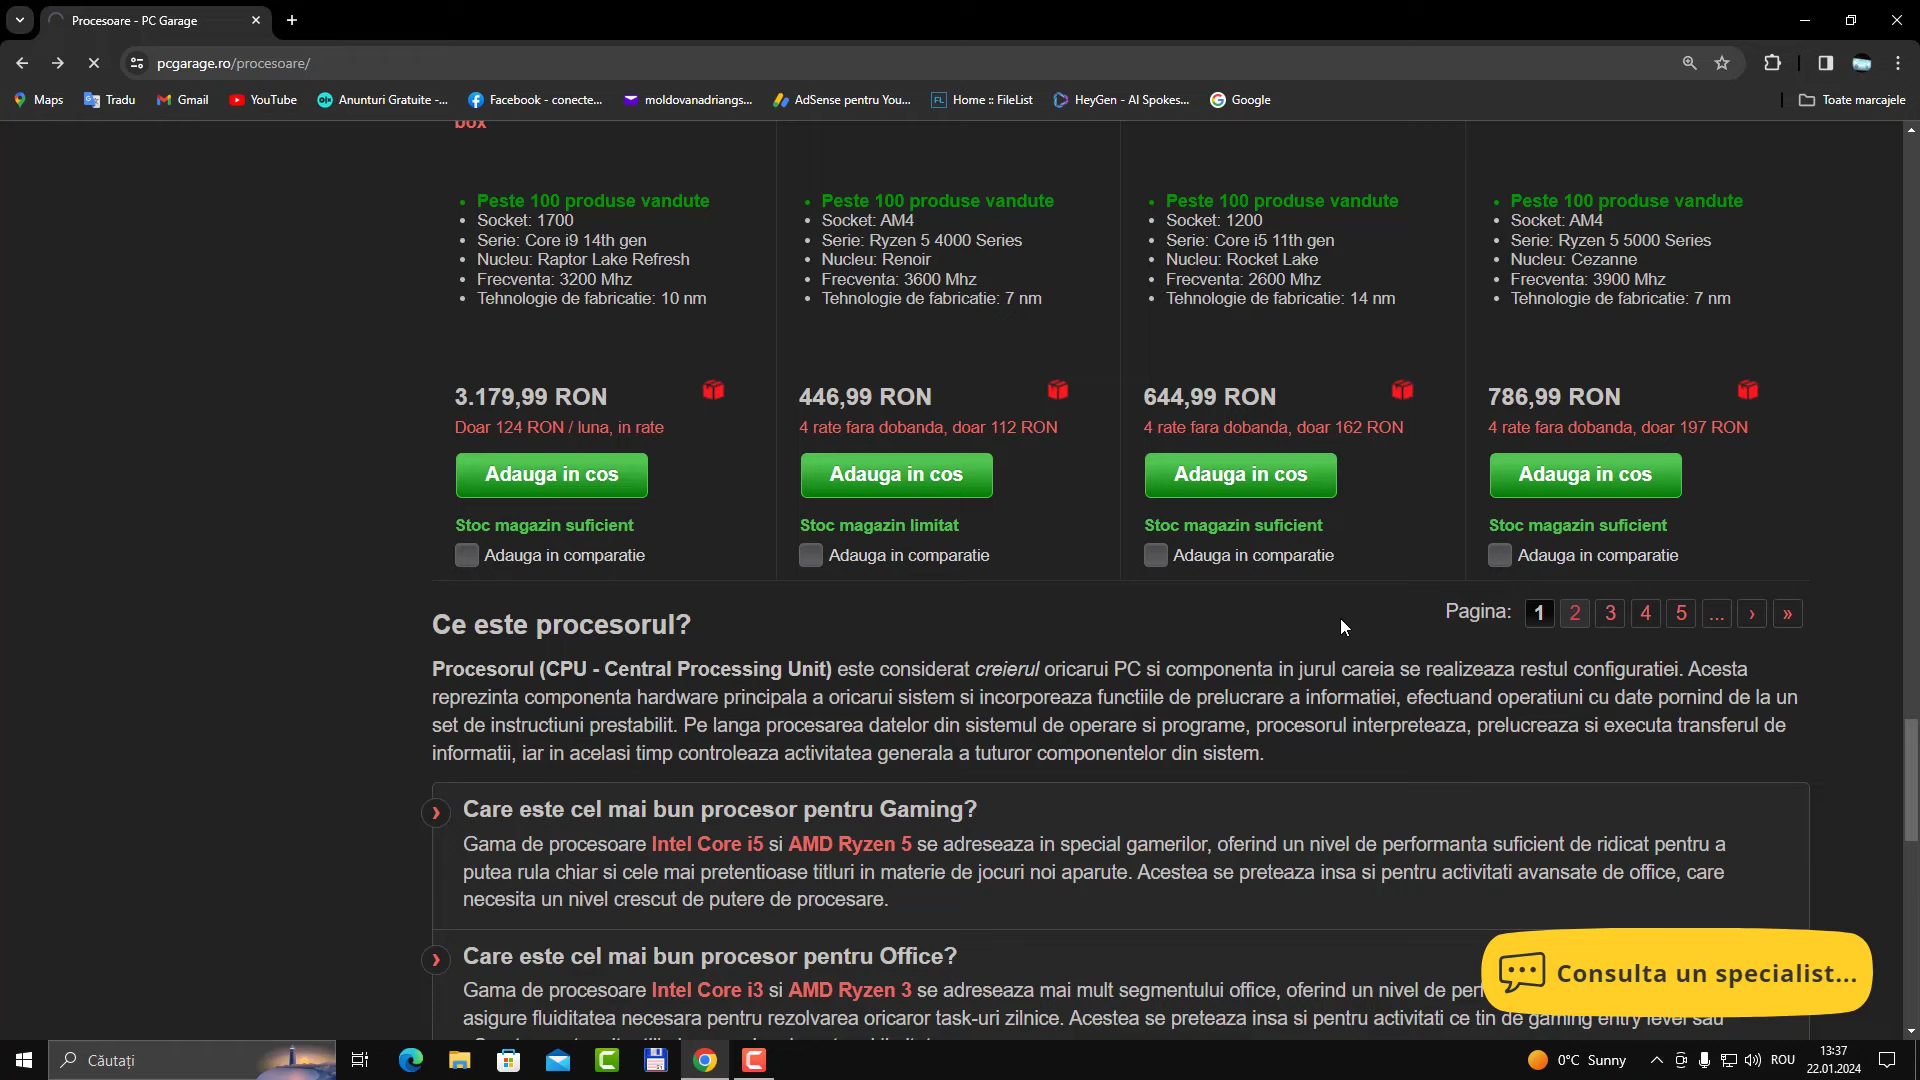 Procesoare - PC Garage
pcgarage.ro/procesoare/
Maps
Tradu
Gmail
YouTube
Anunturi Gratuite -...
Facebook - conecte...
moldovanadriangs...
AdSense pentru You...
Home :: FileList
HeyGen - AI Spokes...
Google
Toate marcajele
box
Peste 100 produse vandute
Socket: 1700
Serie: Core i9 14th gen
Nucleu: Raptor Lake Refresh
Frecventa: 3200 Mhz
Tehnologie de fabricatie: 10 nm
3.179,99 RON
Doar 124 RON / luna, in rate
Adauga in cos
Stoc magazin suficient
Adauga in comparatie
Peste 100 produse vandute
Socket: AM4
Serie: Ryzen 5 4000 Series
Nucleu: Renoir
Frecventa: 3600 Mhz
Tehnologie de fabricatie: 7 nm
446,99 RON
4 rate fara dobanda, doar 112 RON
Adauga in cos
Stoc magazin limitat
Adauga in comparatie
Peste 100 produse vandute
Socket: 1200
Serie: Core i5 11th gen
Nucleu: Rocket Lake
Frecventa: 2600 Mhz
Tehnologie de fabricatie: 14 nm
644,99 RON
4 rate fara dobanda, doar 162 RON
Adauga in cos
Stoc magazin suficient
Adauga in comparatie
Peste 100 produse vandute
Socket: AM4
Serie: Ryzen 5 5000 Series
Nucleu: Cezanne
Frecventa: 3900 Mhz
Tehnologie de fabricatie: 7 nm
786,99 RON
4 rate fara dobanda, doar 197 RON
Adauga in cos
Stoc magazin suficient
Adauga in comparatie
Pagina: 1 2 3 4 5 ... › »
Ce este procesorul?
Procesorul (CPU - Central Processing Unit) este considerat creierul oricarui PC si componenta in jurul careia se realizeaza restul configuratiei. Acesta
reprezinta componenta hardware principala a oricarui sistem si incorporeaza functiile de prelucrare a informatiei, efectuand operatiuni cu date pornind de la un
set de instructiuni prestabilit. Pe langa procesarea datelor din sistemul de operare si programe, procesorul interpreteaza, prelucreaza si executa transferul de
informatii, iar in acelasi timp controleaza activitatea generala a tuturor componentelor din sistem.
Care este cel mai bun procesor pentru Gaming?
Gama de procesoare Intel Core i5 si AMD Ryzen 5 se adreseaza in special gamerilor, oferind un nivel de performanta suficient de ridicat pentru a
putea rula chiar si cele mai pretentioase titluri in materie de jocuri noi aparute. Acestea se preteaza insa si pentru activitati avansate de office, care
necesita un nivel crescut de putere de procesare.
Care este cel mai bun procesor pentru Office?
Gama de procesoare Intel Core i3 si AMD Ryzen 3 se adreseaza mai mult segmentului office, oferind un nivel de
asigure fluiditatea necesara pentru rezolvarea oricaror task-uri zilnice. Acestea se preteaza insa si pentru activitati ce tin de gaming entry level sau
Consulta un specialist...
Căutați
0°C Sunny
ROU
13:37
22.01.2024